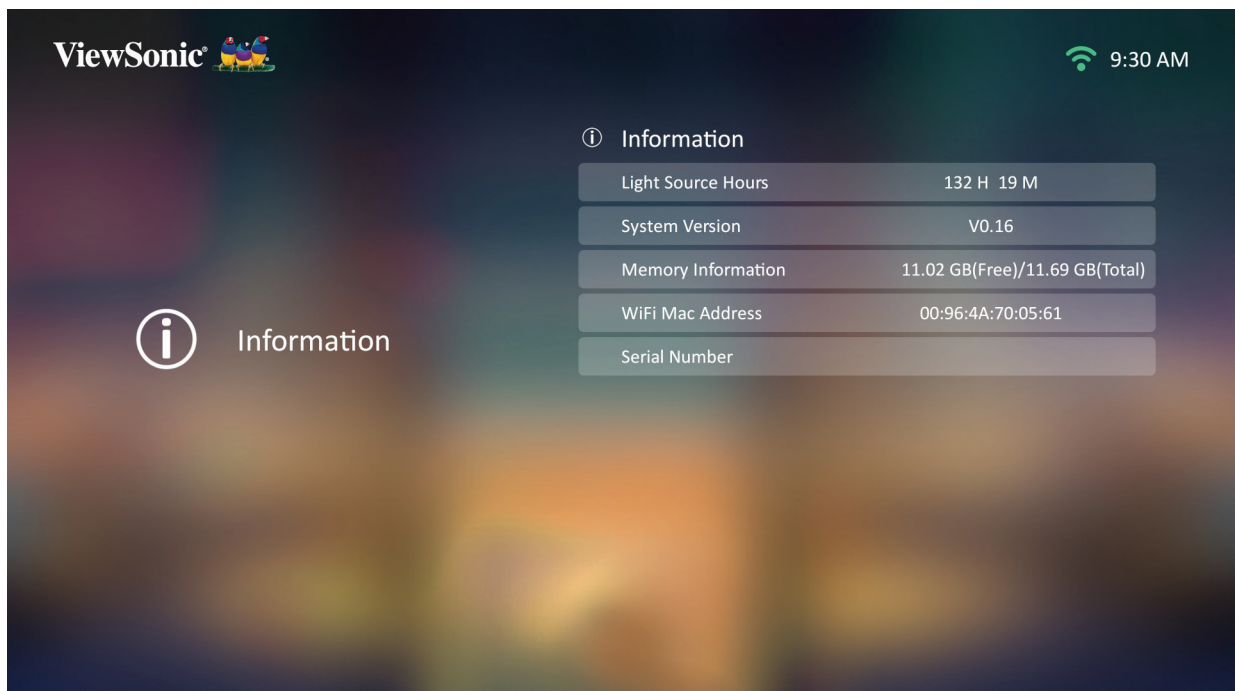 ViewSonic®
9:30 AM
Information
Information
Light Source Hours 132 H 19 M
System Version V0.16
Memory Information 11.02 GB(Free)/11.69 GB(Total)
WiFi Mac Address 00:96:4A:70:05:61
Serial Number